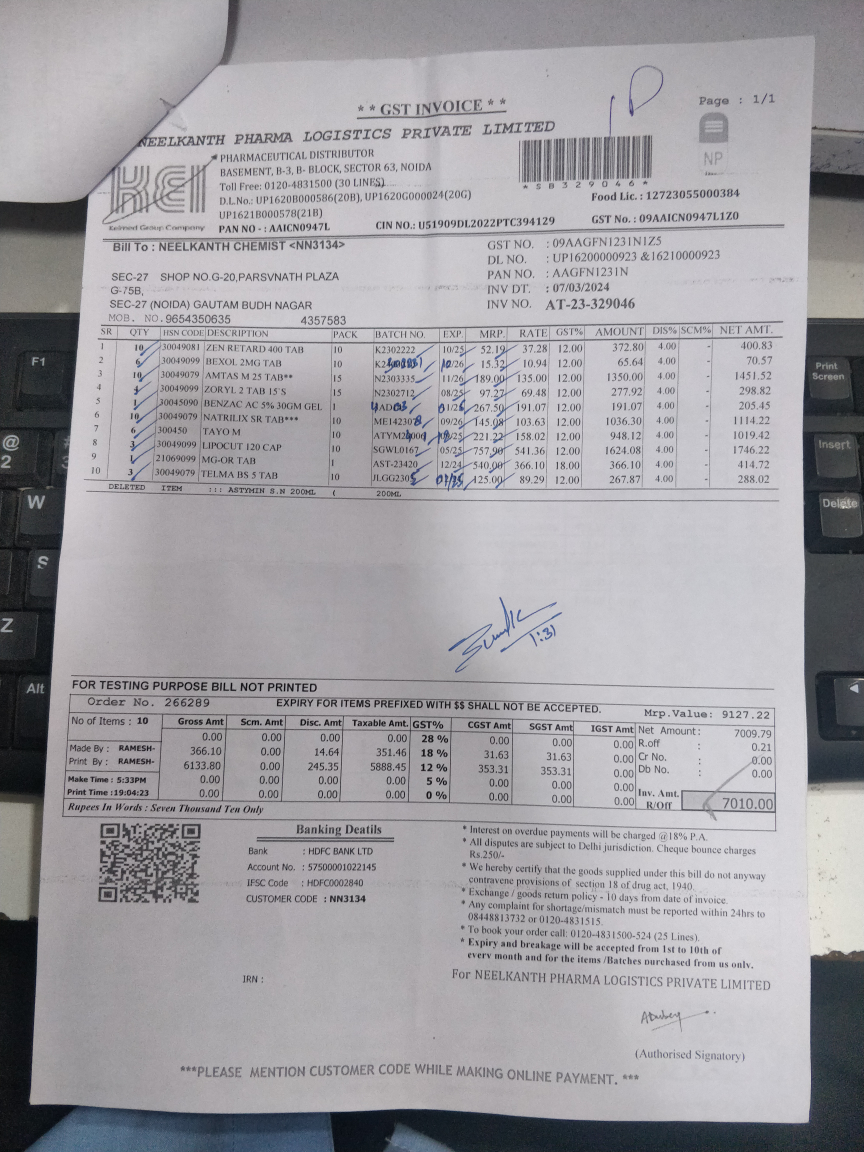 ** GST INVOICE **
Page : 1/1
NEELKANTH PHARMA LOGISTICS PRIVATE LIMITED
NP
KEI
Keimed Group Company
PHARMACEUTICAL DISTRIBUTOR
BASEMENT, B-3, B- BLOCK, SECTOR 63, NOIDA
Toll Free: 0120-4831500 (30 LINES)
D.L.No.: UP1620B000586(20B), UP1620G000024(20G)
UP1621B000578(21B)
PAN NO - : AAICN0947L
CIN NO.: U51909DL2022PTC394129
*SB329046*
Food Lic. : 12723055000384
GST No. : 09AAICN0947L1Z0
Bill To : NEELKANTH CHEMIST <NN3134>
SEC-27 SHOP NO.G-20,PARSVNATH PLAZA
G-75B,
SEC-27 (NOIDA) GAUTAM BUDH NAGAR
MOB. NO.9654350635 4357583
GST NO. : 09AAGFN1231N1Z5
DL NO. : UP16200000923 &16210000923
PAN NO. : AAGFN1231N
INV DT. : 07/03/2024
INV NO. AT-23-329046
SR QTY HSN CODE DESCRIPTION PACK BATCH NO. EXP. MRP. RATE GST% AMOUNT DIS% SCM% NET AMT.
1 10 30049081 ZEN RETARD 400 TAB 10 K2302222 10/25 52.19 37.28 12.00 372.80 4.00 - 400.83
2 6 30049099 BEXOL 2MG TAB 10 /26 15.32 10.94 12.00 65.64 4.00 - 70.57
3 10 30049079 AMTAS M 25 TAB** 15 N2303335 11/26 189.00 135.00 12.00 1350.00 4.00 - 1451.52
4 4 30049099 ZORYL 2 TAB 15`S 15 N2302712 08/25 97.27 69.48 12.00 277.92 4.00 - 298.82
5 1 30045090 BENZAC AC 5% 30GM GEL 1 267.50 191.07 12.00 191.07 4.00 - 205.45
6 10 30049079 NATRILIX SR TAB*** 10 ME142308 09/26 145.08 103.63 12.00 1036.30 4.00 - 1114.22
7 6 300450 TAYO M 10 221.22 158.02 12.00 948.12 4.00 - 1019.42
8 3 30049099 LIPOCUT 120 CAP 10 SGWL0167 05/25 757.90 541.36 12.00 1624.08 4.00 - 1746.22
9 1 21069099 MG-OR TAB 1 AST-23420 12/24 540.00 366.10 18.00 366.10 4.00 - 414.72
10 3 30049079 TELMA BS 5 TAB 10 JLGG2305 125.00 89.29 12.00 267.87 4.00 - 288.02
DELETED ITEM ::: ASTYMIN S.N 200ML ( 200ML
1:31
FOR TESTING PURPOSE BILL NOT PRINTED
Order No. 266289 EXPIRY FOR ITEMS PREFIXED WITH $$ SHALL NOT BE ACCEPTED. Mrp.Value: 9127.22
No of Items : 10
Made By : RAMESH-
Print By : RAMESH-
Make Time : 5:33PM
Print Time :19:04:23
Gross Amt Scm. Amt Disc. Amt Taxable Amt. GST% CGST Amt SGST Amt IGST Amt
0.00 0.00 0.00 0.00 28 % 0.00 0.00 0.00
366.10 0.00 14.64 351.46 18 % 31.63 31.63 0.00
6133.80 0.00 245.35 5888.45 12 % 353.31 353.31 0.00
0.00 0.00 0.00 0.00 5 % 0.00 0.00 0.00
0.00 0.00 0.00 0.00 0 % 0.00 0.00 0.00
Net Amount: 7009.79
R.off : 0.21
Cr No. : 0.00
Db No. : 0.00
Inv. Amt. R/Off 7010.00
Rupees In Words : Seven Thousand Ten Only
Banking Deatils
Bank : HDFC BANK LTD
Account No. : 57500001022145
IFSC Code : HDFC0002840
CUSTOMER CODE : NN3134
* Interest on overdue payments will be charged @18% P.A.
* All disputes are subject to Delhi jurisdiction. Cheque bounce charges
Rs.250/-
* We hereby certify that the goods supplied under this bill do not anyway
contravene provisions of section 18 of drug act, 1940.
* Exchange / goods return policy - 10 days from date of invoice.
* Any complaint for shortage/mismatch must be reported within 24hrs to
08448813732 or 0120-4831515.
* To book your order call: 0120-4831500-524 (25 Lines).
* Expiry and breakage will be accepted from 1st to 10th of
every month and for the items /Batches purchased from us only.
IRN :
For NEELKANTH PHARMA LOGISTICS PRIVATE LIMITED
(Authorised Signatory)
***PLEASE MENTION CUSTOMER CODE WHILE MAKING ONLINE PAYMENT. ***
F1
@
2
#
W
S
Z
Alt
Print
Screen
Insert
Delete